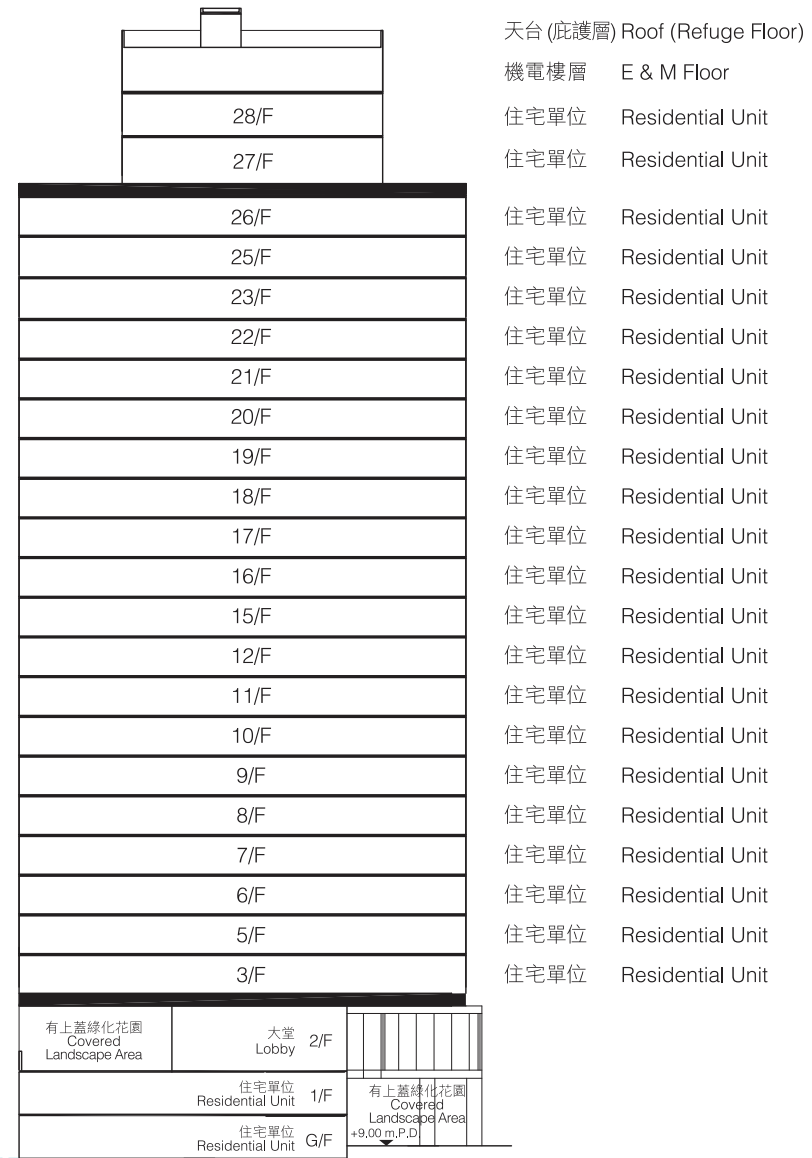 天台 (庇護層) Roof (Refuge Floor)
機電樓層 E & M Floor
28/F 住宅單位 Residential Unit
27/F 住宅單位 Residential Unit
26/F 住宅單位 Residential Unit
25/F 住宅單位 Residential Unit
23/F 住宅單位 Residential Unit
22/F 住宅單位 Residential Unit
21/F 住宅單位 Residential Unit
20/F 住宅單位 Residential Unit
19/F 住宅單位 Residential Unit
18/F 住宅單位 Residential Unit
17/F 住宅單位 Residential Unit
16/F 住宅單位 Residential Unit
15/F 住宅單位 Residential Unit
12/F 住宅單位 Residential Unit
11/F 住宅單位 Residential Unit
10/F 住宅單位 Residential Unit
9/F 住宅單位 Residential Unit
8/F 住宅單位 Residential Unit
7/F 住宅單位 Residential Unit
6/F 住宅單位 Residential Unit
5/F 住宅單位 Residential Unit
3/F 住宅單位 Residential Unit
有上蓋綠化花園
Covered
Landscape Area
大堂
Lobby 2/F
住宅單位
Residential Unit 1/F
有上蓋綠化花園
Covered
Landscape Area
+9.00 m.P.D.
住宅單位
Residential Unit G/F